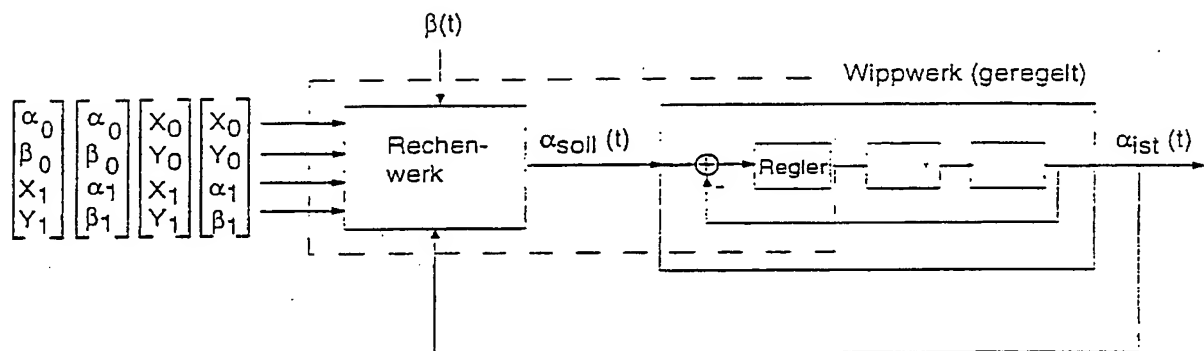 β(t)
Wippwerk (geregelt)
α0 α0 X0 X0
β0 β0 Y0 Y0
X1 α1 X1 α1
Y1 β1 Y1 β1
Rechen-
werk
αsoll (t)
+
-
Regler
αist (t)